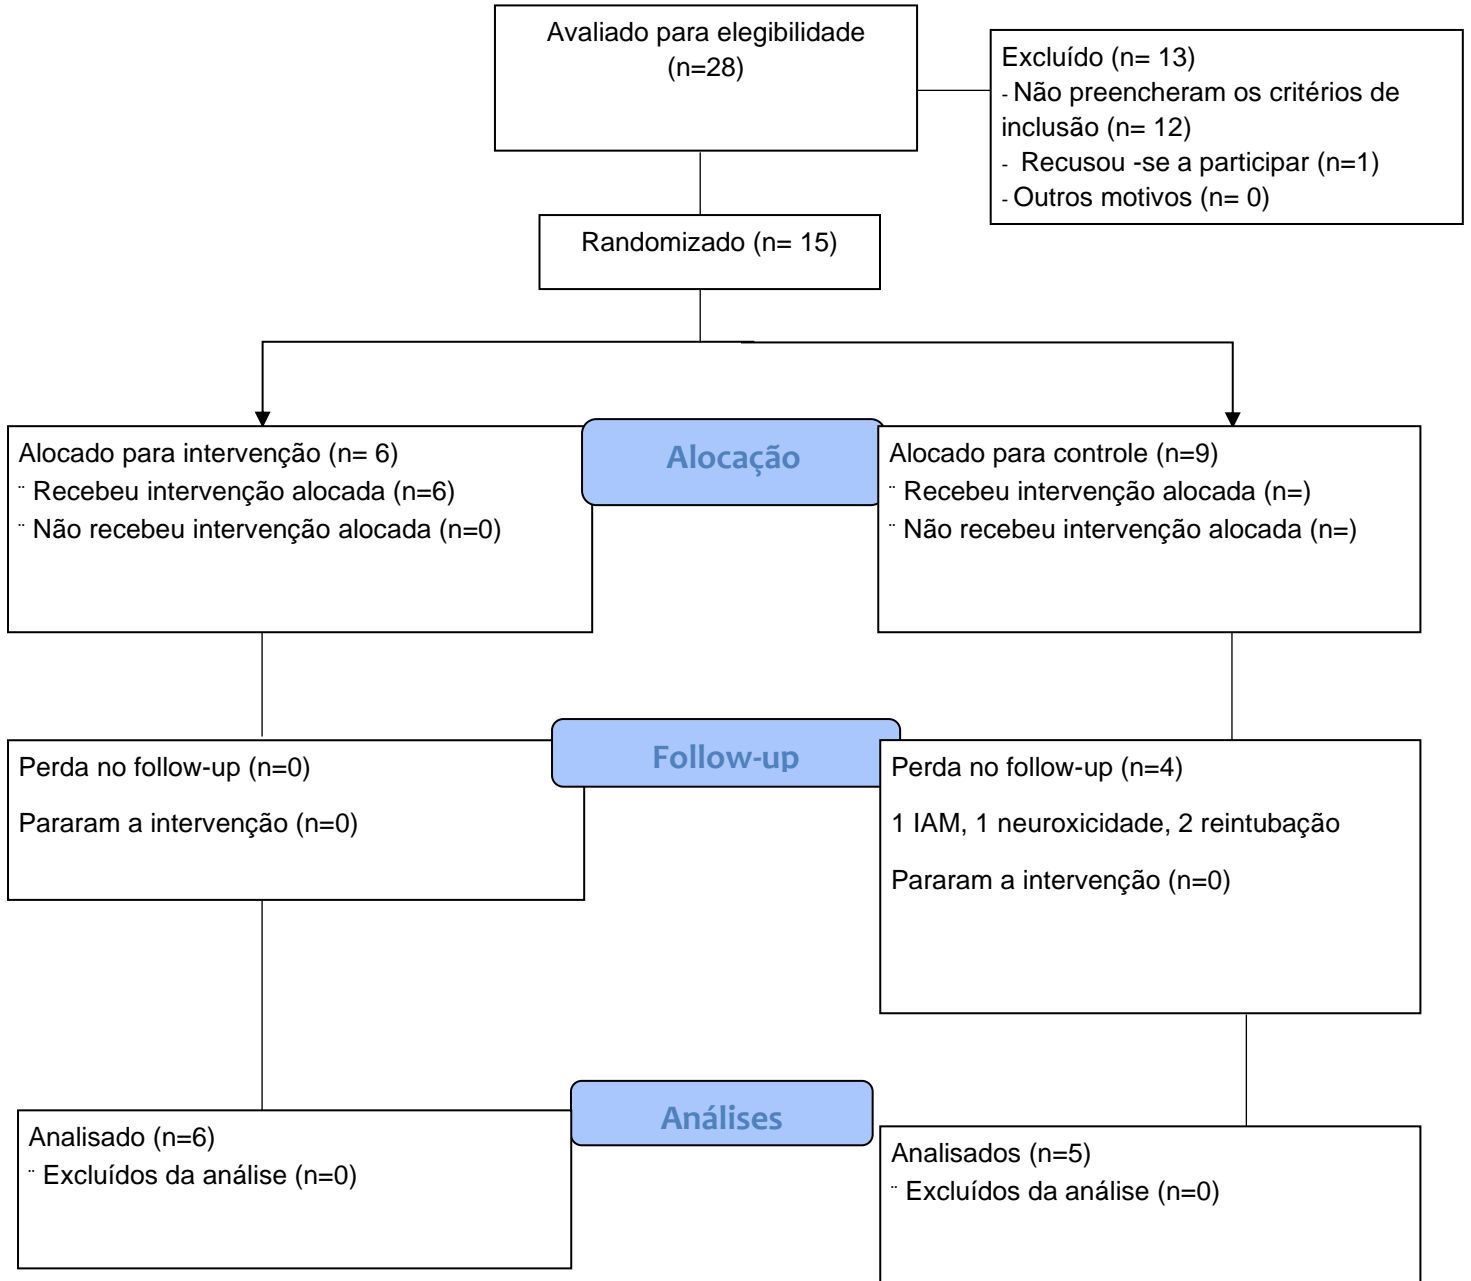 Avaliado para elegibilidade
(n=28)
Excluído (n= 13)
- Não preencheram os critérios de
inclusão (n= 12)
- Recusou -se a participar (n=1)
- Outros motivos (n= 0)
Randomizado (n= 15)
Alocação
Alocado para intervenção (n= 6)
¨ Recebeu intervenção alocada (n=6)
¨ Não recebeu intervenção alocada (n=0)
Alocado para controle (n=9)
¨ Recebeu intervenção alocada (n=)
¨ Não recebeu intervenção alocada (n=)
Follow-up
Perda no follow-up (n=0)
Pararam a intervenção (n=0)
Perda no follow-up (n=4)
1 IAM, 1 neuroxicidade, 2 reintubação
Pararam a intervenção (n=0)
Análises
Analisado (n=6)
¨ Excluídos da análise (n=0)
Analisados (n=5)
¨ Excluídos da análise (n=0)